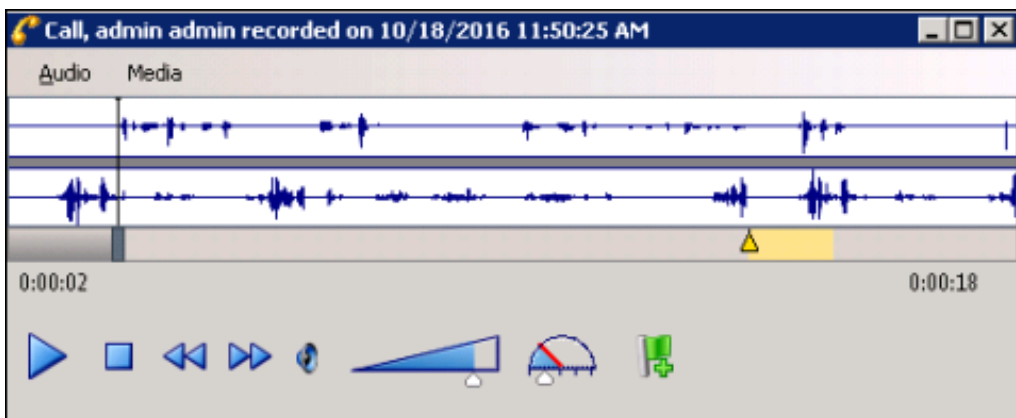 Call, admin admin recorded on 10/18/2016 11:50:25 AM
Audio Media
0:00:02 0:00:18